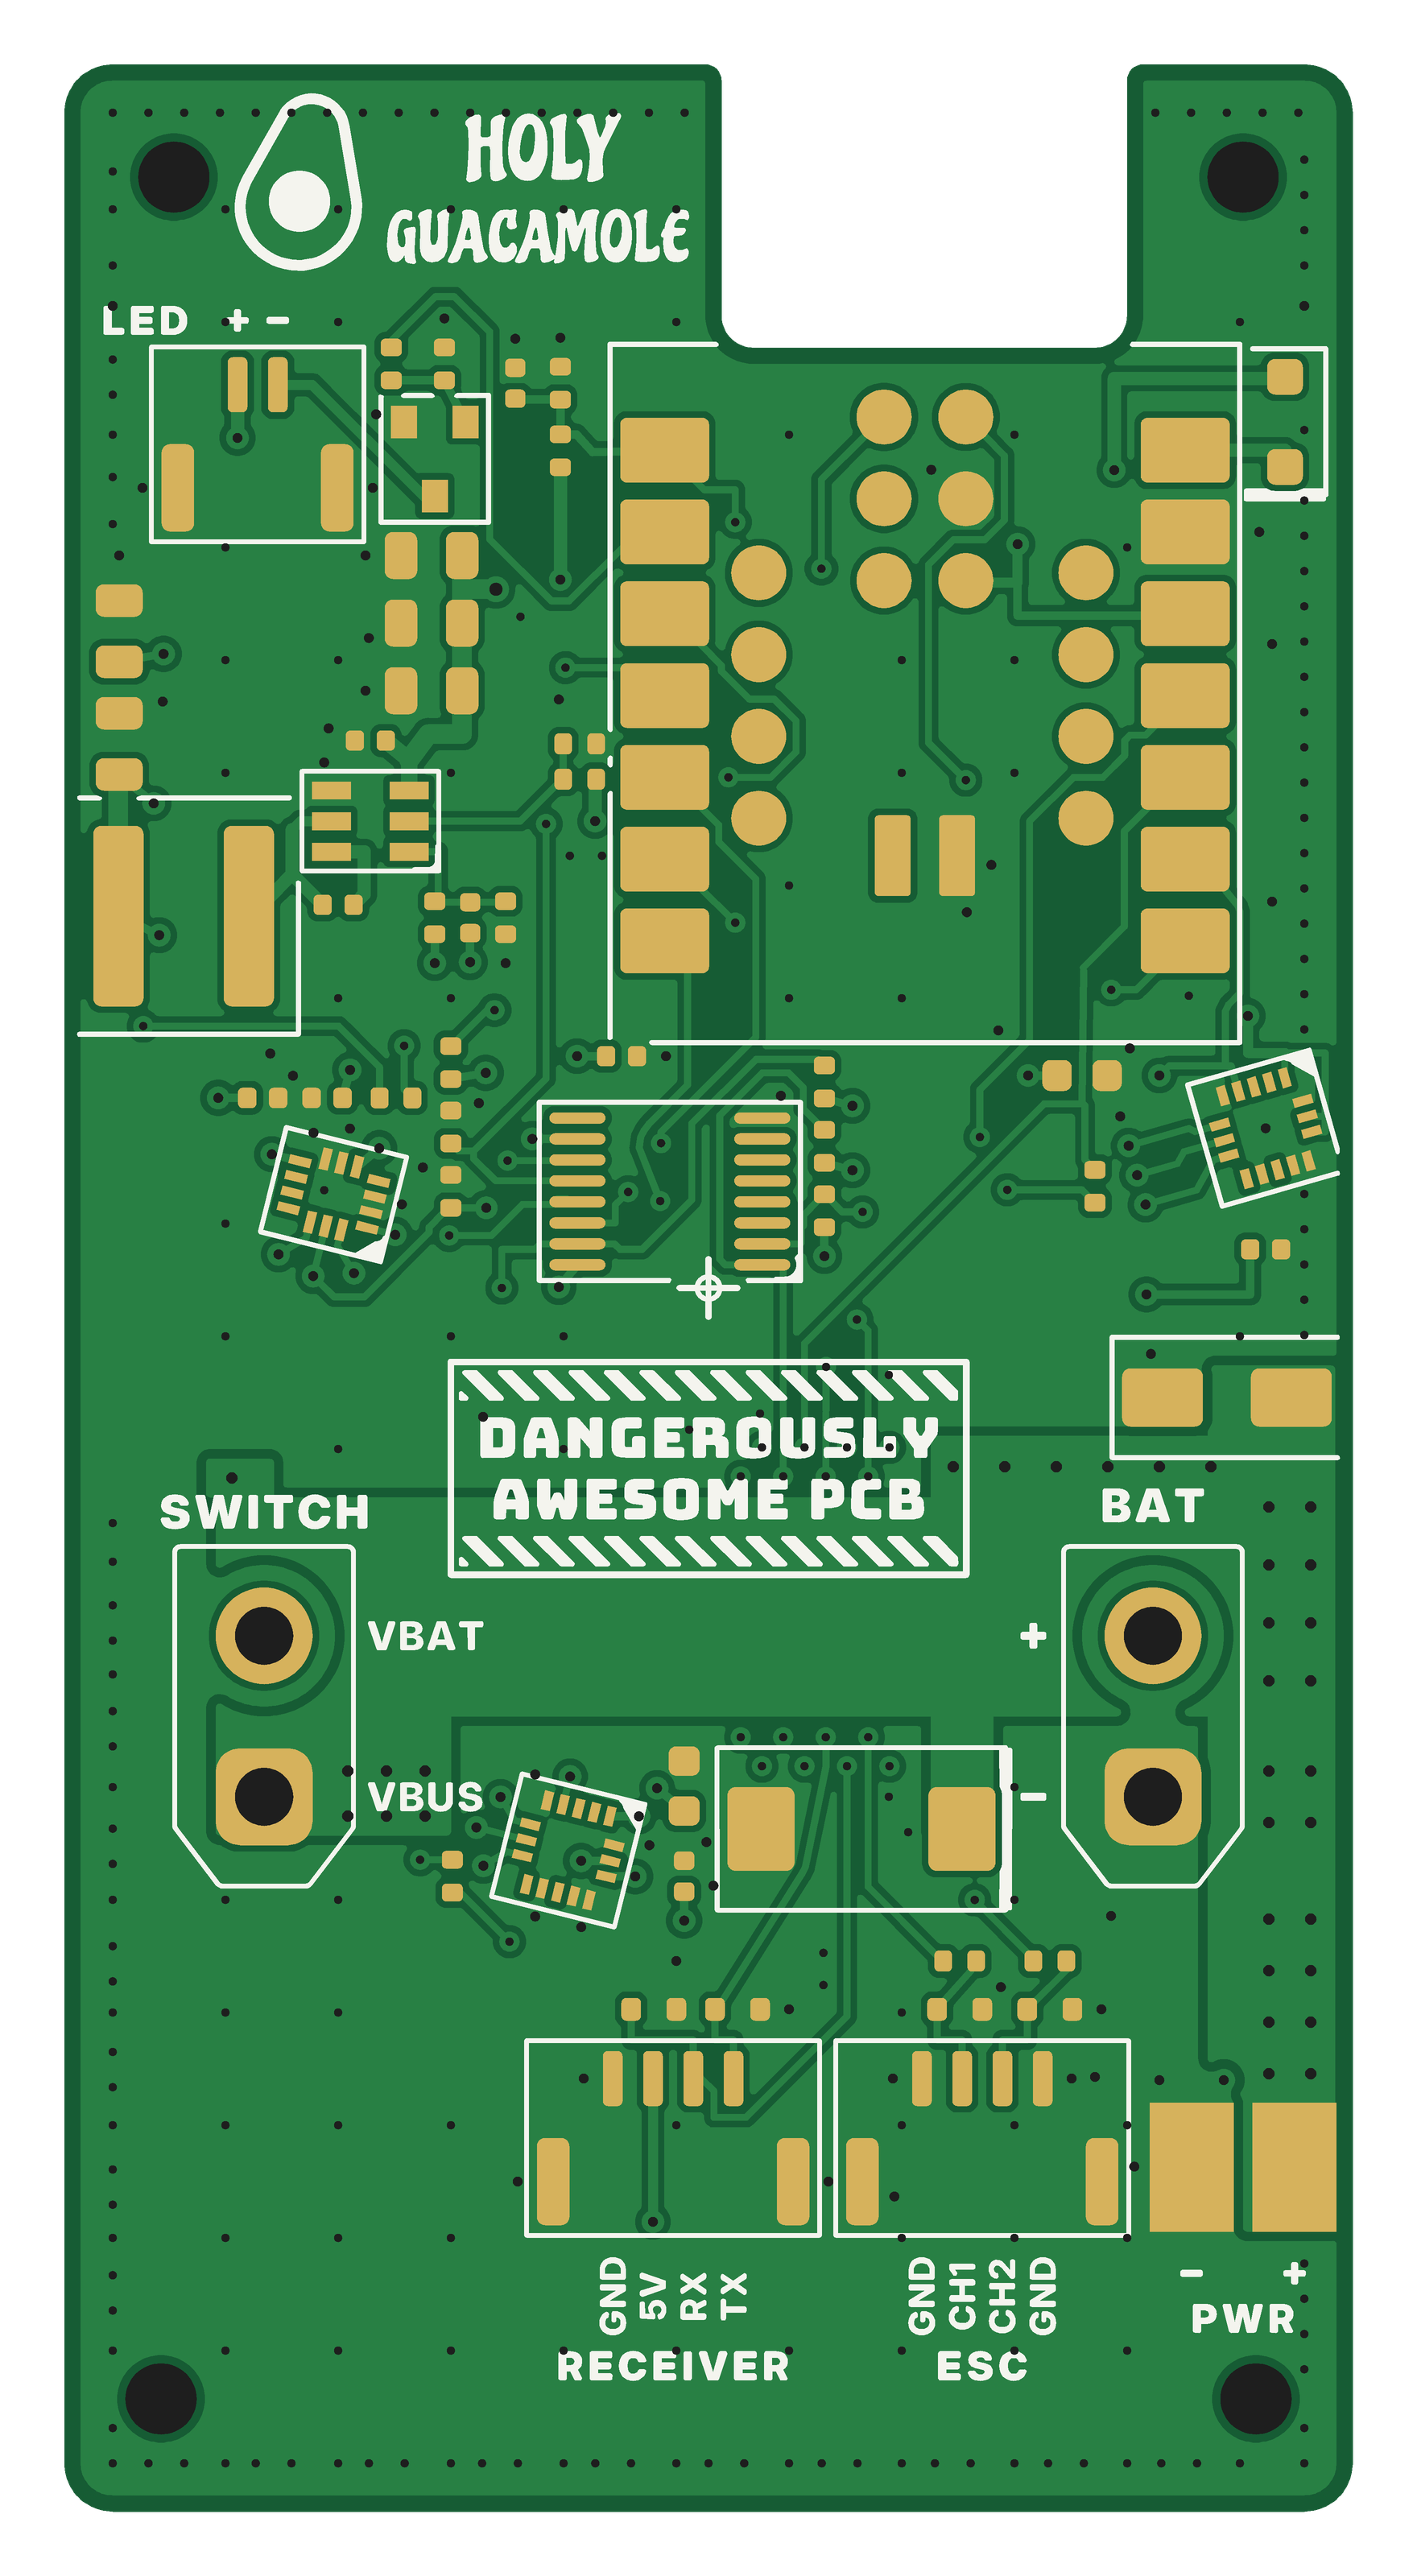 HOLY
GUACAMOLE
LED + -
DANGEROUSLY
AWESOME PCB
SWITCH
BAT
VBAT
+
VBUS
-
GND
5V
RX
TX
RECEIVER
GND
CH1
CH2
GND
ESC
- +
PWR